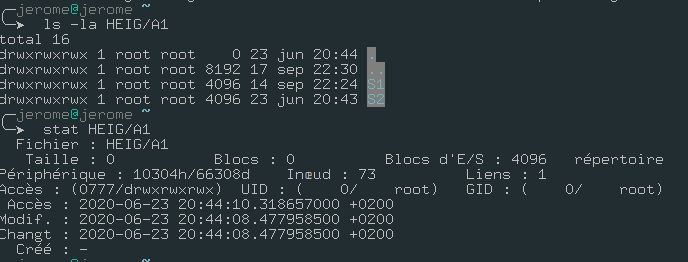 jerome@jerome ~
ls -la HEIG/A1
total 16
drwxrwxrwx 1 root root    0 23 jun 20:44 .
drwxrwxrwx 1 root root 8192 17 sep 22:30 ..
drwxrwxrwx 1 root root 4096 14 sep 22:24 S1
drwxrwxrwx 1 root root 4096 23 jun 20:43 S2
jerome@jerome ~
stat HEIG/A1
Fichier : HEIG/A1
Taille : 0 Blocs : 0 Blocs d'E/S : 4096 répertoire
Périphérique : 10304h/66308d Inœud : 73 Liens : 1
Accès : (0777/drwxrwxrwx) UID : ( 0/ root) GID : ( 0/ root)
Accès : 2020-06-23 20:44:10.318657000 +0200
Modif. : 2020-06-23 20:44:08.477958500 +0200
Changt : 2020-06-23 20:44:08.477958500 +0200
Créé : -
jerome@jerome ~